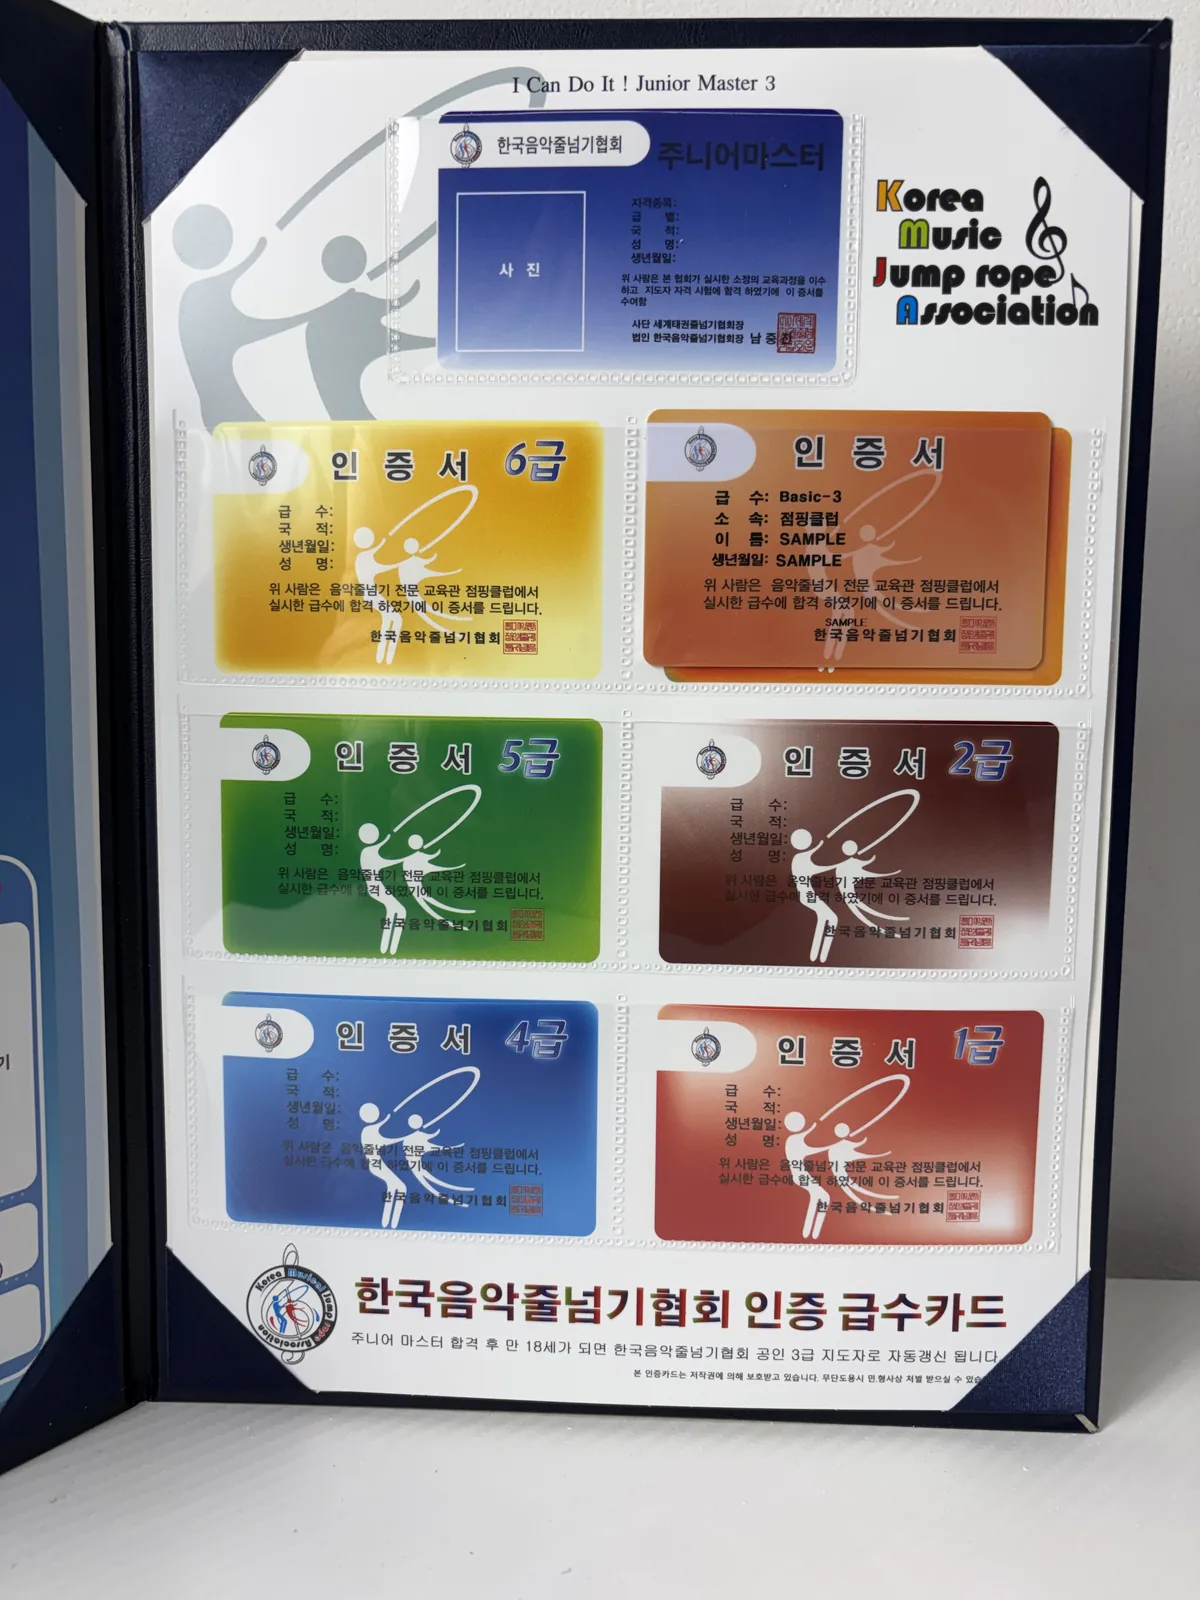 I Can Do It ! Junior Master 3
한국음악줄넘기협회
주니어마스터
사 진
자격종목:
급 별:
국 적:
성 명:
생년월일:
위 사람은 본 협회가 실시한 소정의 교육과정을 이수
하고 지도자 자격 시험에 합격 하였기에 이 증서를
수여함
사단 세계태권줄넘기협회장
법인 한국음악줄넘기협회장 남 중 진
Korea
Music
Jump rope
Association
인 증 서 6급
급 수:
국 적:
생년월일:
성 명:
위 사람은 음악줄넘기 전문 교육관 점핑클럽에서
실시한 급수에 합격 하였기에 이 증서를 드립니다.
한국음악줄넘기협회
인 증 서
급 수: Basic-3
소 속: 점핑클럽
이 름: SAMPLE
생년월일: SAMPLE
위 사람은 음악줄넘기 전문 교육관 점핑클럽에서
실시한 급수에 합격 하였기에 이 증서를 드립니다.
SAMPLE
한국음악줄넘기협회
인 증 서 5급
급 수:
국 적:
생년월일:
성 명:
위 사람은 음악줄넘기 전문 교육관 점핑클럽에서
실시한 급수에 합격 하였기에 이 증서를 드립니다.
한국음악줄넘기협회
인 증 서 2급
급 수:
국 적:
생년월일:
성 명:
위 사람은 음악줄넘기 전문 교육관 점핑클럽에서
실시한 급수에 합격 하였기에 이 증서를 드립니다.
한국음악줄넘기협회
인 증 서 4급
급 수:
국 적:
생년월일:
성 명:
위 사람은 음악줄넘기 전문 교육관 점핑클럽에서
실시한 급수에 합격 하였기에 이 증서를 드립니다.
한국음악줄넘기협회
인 증 서 1급
급 수:
국 적:
생년월일:
성 명:
위 사람은 음악줄넘기 전문 교육관 점핑클럽에서
실시한 급수에 합격 하였기에 이 증서를 드립니다.
한국음악줄넘기협회
기
Korea Musical Jump rope Association
한국음악줄넘기협회 인증 급수카드
주니어 마스터 합격 후 만 18세가 되면 한국음악줄넘기협회 공인 3급 지도자로 자동갱신 됩니다.
본 인증카드는 저작권에 의해 보호받고 있습니다. 무단도용시 민.형사상 처벌 받으실 수 있습